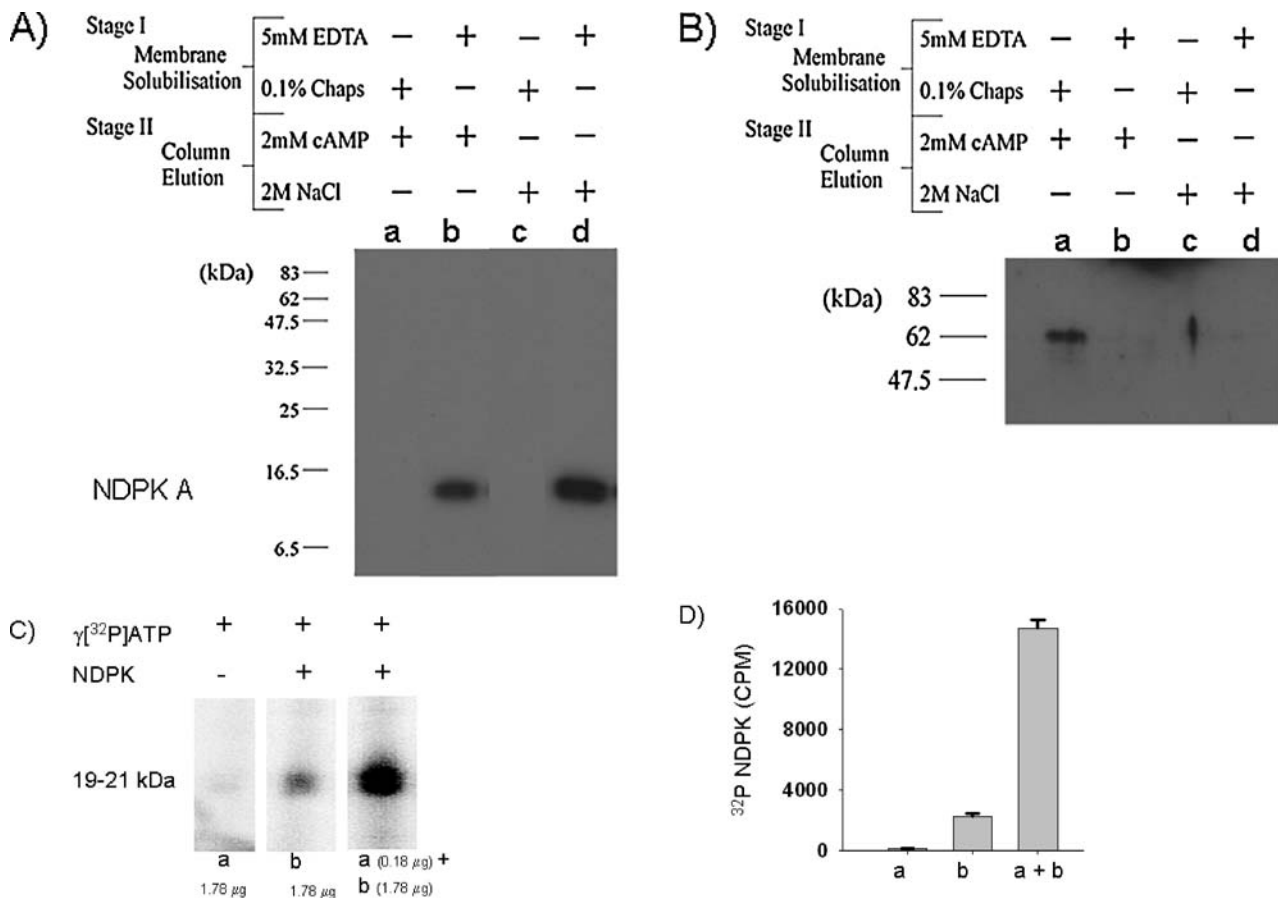 A)
Stage I
Membrane
Solubilisation
5mM EDTA − + − +
0.1% Chaps + − + −
Stage II
Column
Elution
2mM cAMP + + − −
2M NaCl − − + +
a b c d
(kDa)
83
62
47.5
32.5
25
16.5
6.5
NDPK A
B)
Stage I
Membrane
Solubilisation
5mM EDTA − + − +
0.1% Chaps + − + −
Stage II
Column
Elution
2mM cAMP + + − −
2M NaCl − − + +
a b c d
(kDa)
83
62
47.5
C)
γ[³²P]ATP + + +
NDPK - + +
19-21 kDa
a b a (0.18 µg) +
1.78 µg 1.78 µg b (1.78 µg)
D)
³²P NDPK (CPM)
16000
12000
8000
4000
0
a b a + b